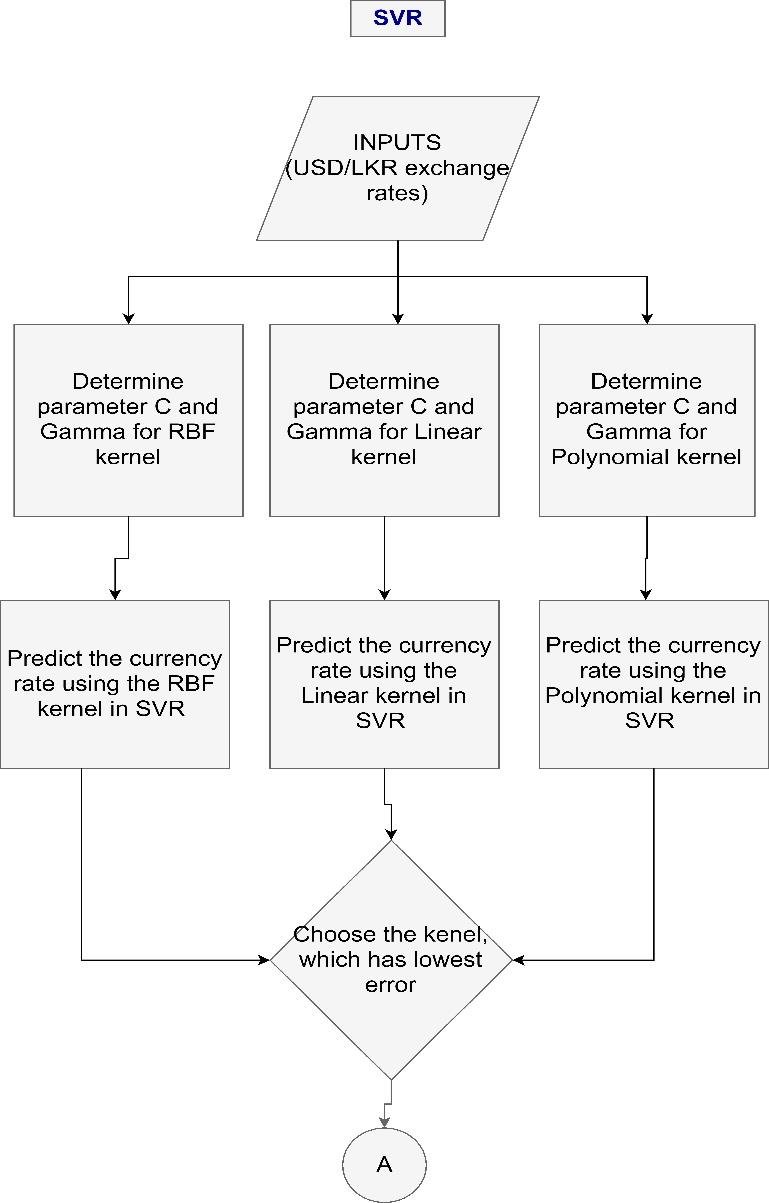 SVR
INPUTS
(USD/LKR exchange
rates)
Determine
parameter C and
Gamma for RBF
kernel
Determine
parameter C and
Gamma for Linear
kernel
Determine
parameter C and
Gamma for
Polynomial kernel
Predict the currency
rate using the RBF
kernel in SVR
Predict the currency
rate using the
Linear kernel in
SVR
Predict the currency
rate using the
Polynomial kernel in
SVR
Choose the kenel,
which has lowest
error
A